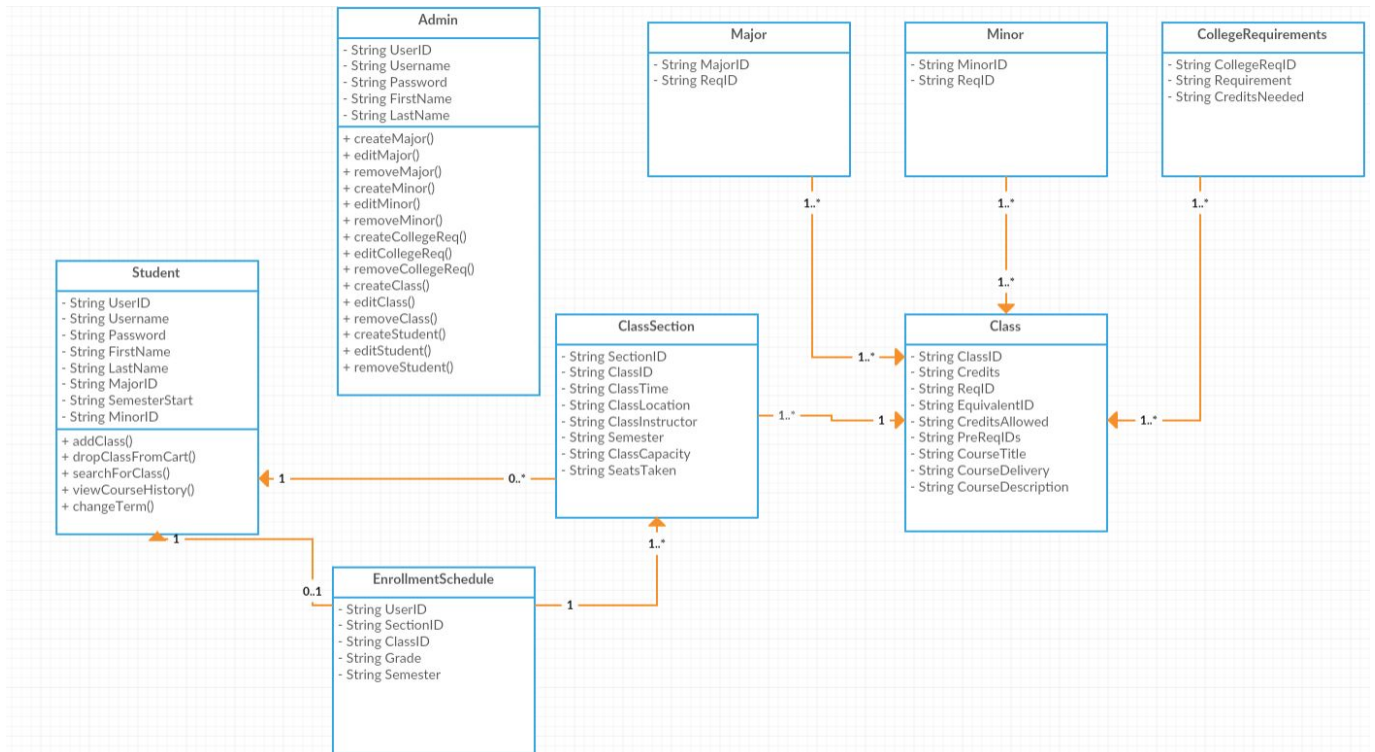 Admin
- String UserID
- String Username
- String Password
- String FirstName
- String LastName
+ createMajor()
+ editMajor()
+ removeMajor()
+ createMinor()
+ editMinor()
+ removeMinor()
+ createCollegeReq()
+ editCollegeReq()
+ removeCollegeReq()
+ createClass()
+ editClass()
+ removeClass()
+ createStudent()
+ editStudent()
+ removeStudent()
Major
- String MajorID
- String ReqID
Minor
- String MinorID
- String ReqID
CollegeRequirements
- String CollegeReqID
- String Requirement
- String CreditsNeeded
1..*
1..*
1..*
1..*
1..*
1..*
Student
- String UserID
- String Username
- String Password
- String FirstName
- String LastName
- String MajorID
- String SemesterStart
- String MinorID
+ addClass()
+ dropClassFromCart()
+ searchForClass()
+ viewCourseHistory()
+ changeTerm()
1
0..*
ClassSection
- String SectionID
- String ClassID
- String ClassTime
- String ClassLocation
- String ClassInstructor
- String Semester
- String ClassCapacity
- String SeatsTaken
1..*
1
Class
- String ClassID
- String Credits
- String ReqID
- String EquivalentID
- String CreditsAllowed
- String PreReqIDs
- String CourseTitle
- String CourseDelivery
- String CourseDescription
1
0..1
EnrollmentSchedule
- String UserID
- String SectionID
- String ClassID
- String Grade
- String Semester
1
1..*